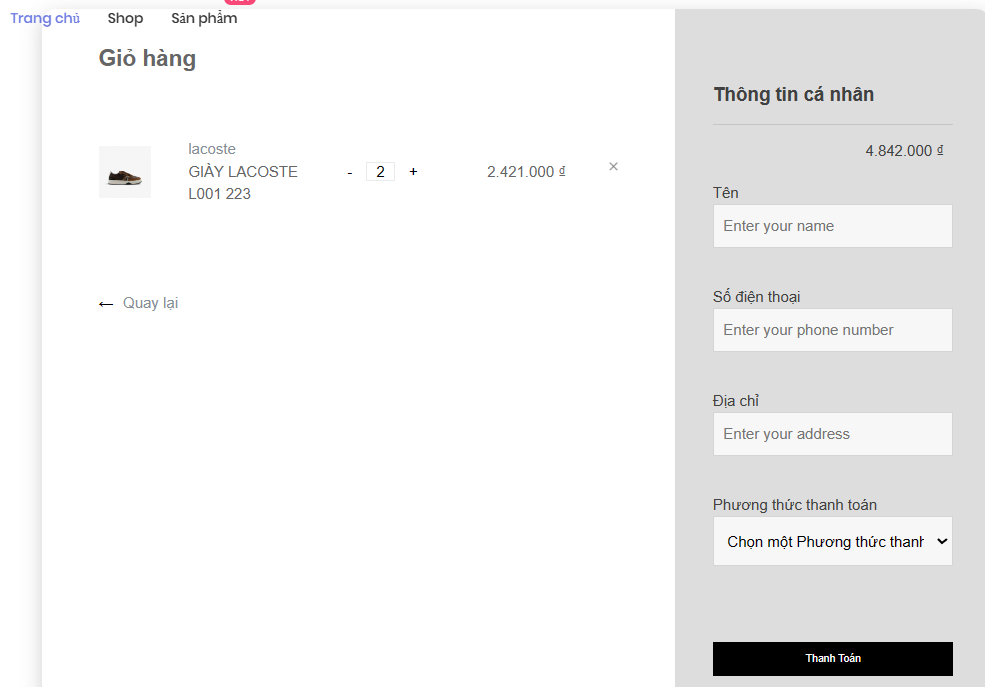 Trang chủ Shop Sản phẩm
Giỏ hàng
lacoste
GIÀY LACOSTE
L001 223
- 2 + 2.421.000 ₫ ×
← Quay lại
Thông tin cá nhân
4.842.000 ₫
Tên
Enter your name
Số điện thoại
Enter your phone number
Địa chỉ
Enter your address
Phương thức thanh toán
Chọn một Phương thức thanh
Thanh Toán